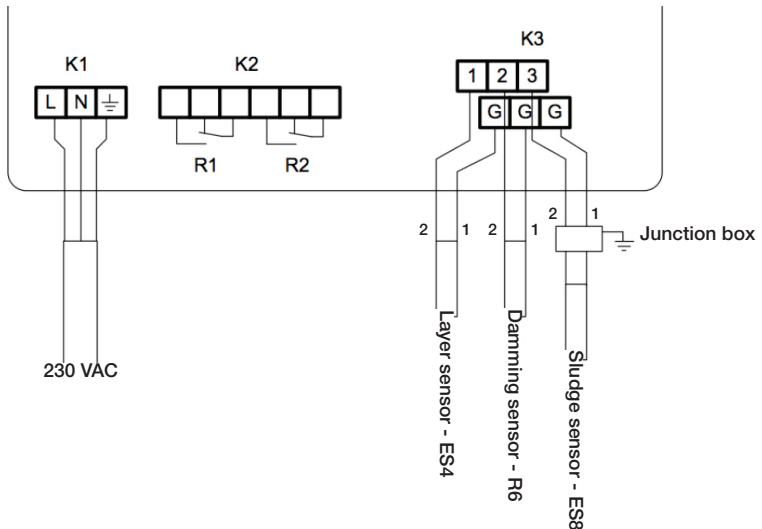 K1
K2
K3
L N
1 2 3
G G G
R1
R2
2 1
2 1
2 1
Junction box
230 VAC
Layer sensor - ES4
Damming sensor - R6
Sludge sensor - ES8